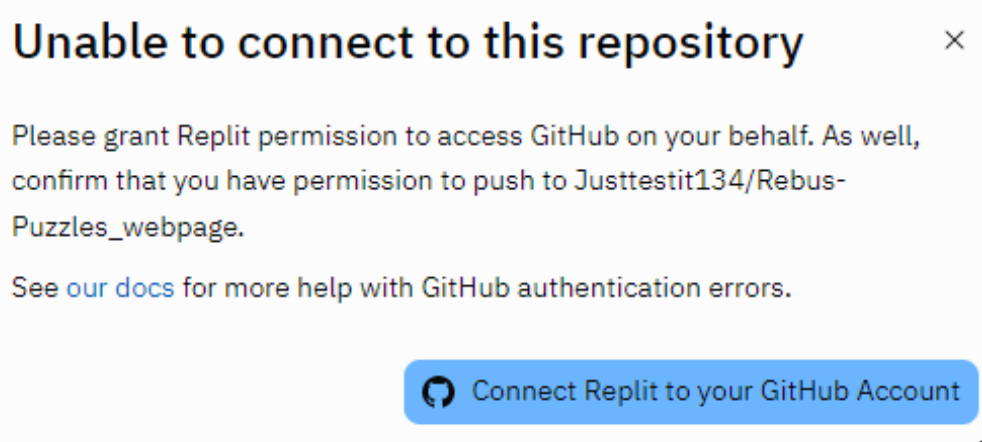 Unable to connect to this repository
Please grant Replit permission to access GitHub on your behalf. As well,
confirm that you have permission to push to Justtestit134/Rebus-
Puzzles_webpage.
See our docs for more help with GitHub authentication errors.
Connect Replit to your GitHub Account